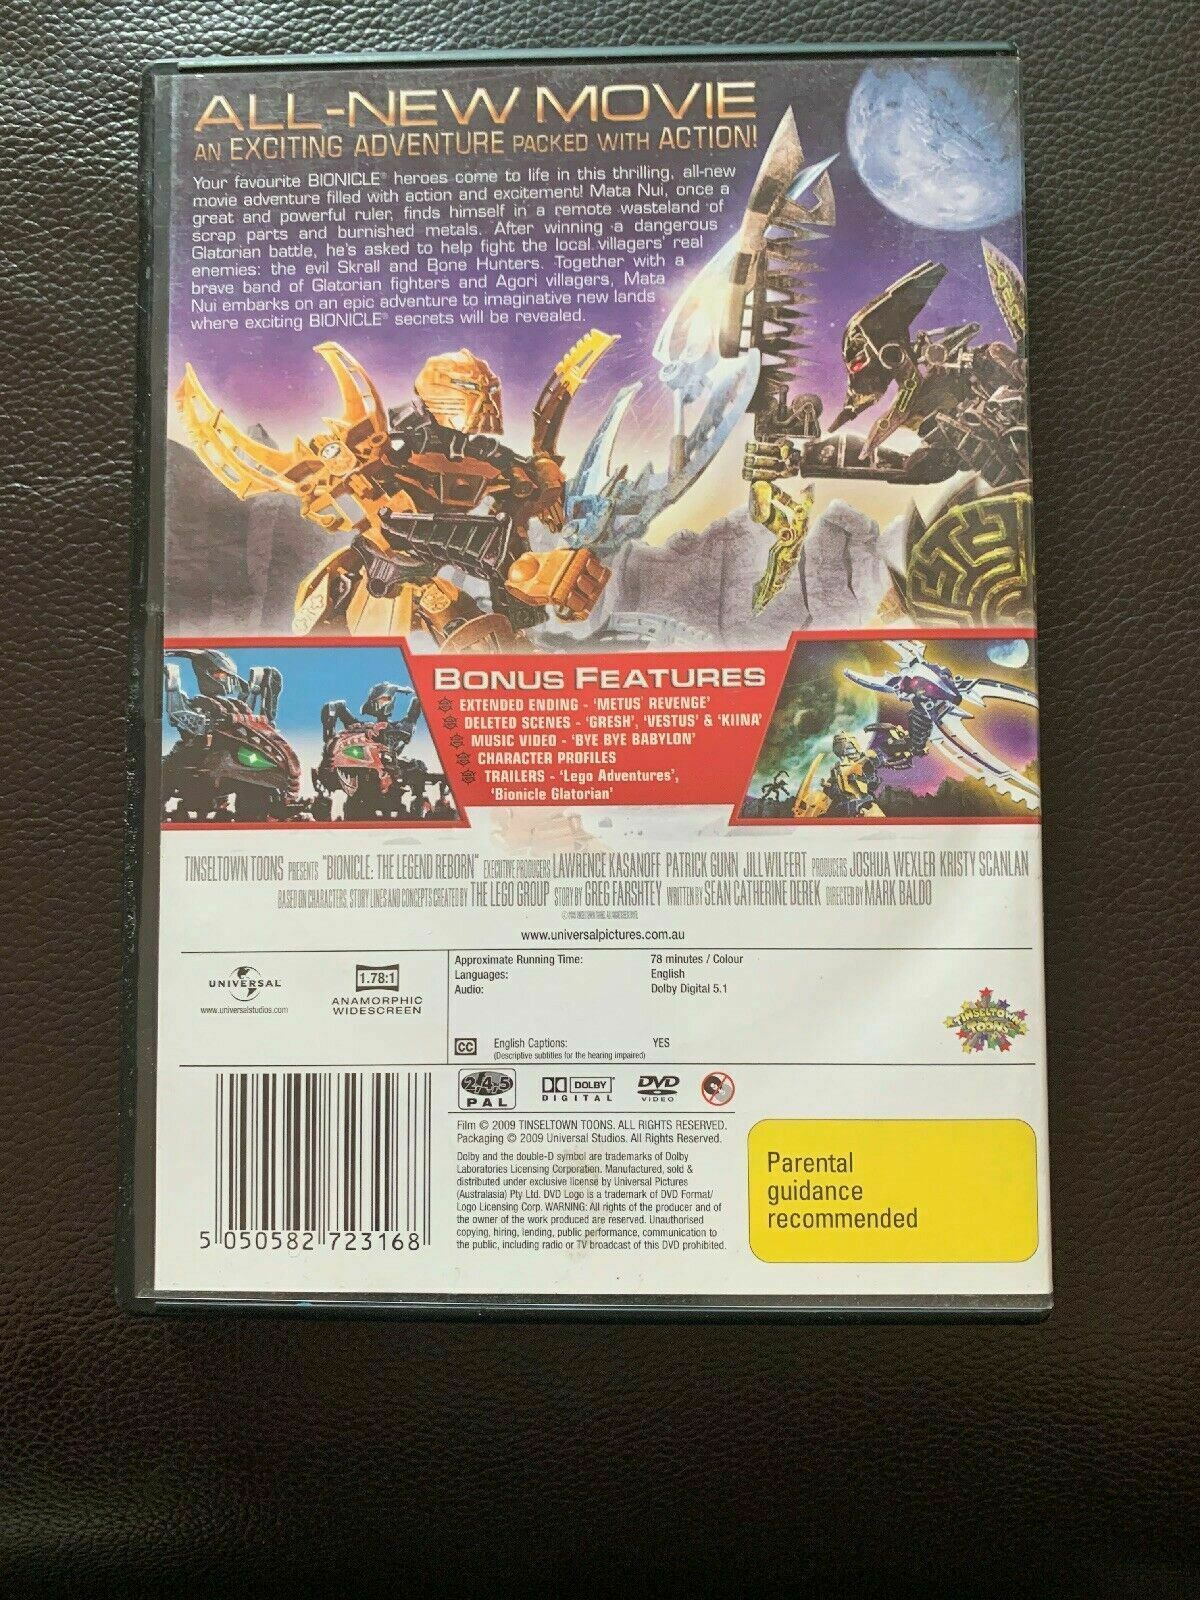 ALL-NEW MOVIE
AN EXCITING ADVENTURE PACKED WITH ACTION!
Your favourite BIONICLE® heroes come to life in this thrilling, all-new
movie adventure filled with action and excitement! Mata Nui, once a
great and powerful ruler, finds himself in a remote wasteland of
scrap parts and burnished metals. After winning a dangerous
Glatorian battle, he's asked to help fight the local villagers' real
enemies: the evil Skrall and Bone Hunters. Together with a
brave band of Glatorian fighters and Agori villagers, Mata
Nui embarks on an epic adventure to imaginative new lands
where exciting BIONICLE® secrets will be revealed.
BONUS FEATURES
EXTENDED ENDING - 'METUS' REVENGE'
DELETED SCENES - 'GRESH', 'VESTUS' & 'KIINA'
MUSIC VIDEO - 'BYE BYE BABYLON'
CHARACTER PROFILES
TRAILERS - 'Lego Adventures',
'Bionicle Glatorian'
TINSELTOWN TOONS PRESENTS "BIONICLE: THE LEGEND REBORN" EXECUTIVE PRODUCERS LAWRENCE KASANOFF PATRICK GUNN JILL WILFERT PRODUCERS JOSHUA WEXLER KRISTY SCANLAN
BASED ON CHARACTERS, STORY LINES AND CONCEPTS CREATED BY THE LEGO GROUP STORY BY GREG FARSHTEY WRITTEN BY SEAN CATHERINE DEREK DIRECTED BY MARK BALDO
www.universalpictures.com.au
UNIVERSAL
www.universalstudios.com
1.78:1
ANAMORPHIC
WIDESCREEN
Approximate Running Time: 78 minutes / Colour
Languages: English
Audio: Dolby Digital 5.1
CC English Captions: YES
(Descriptive subtitles for the hearing impaired)
TINSELTOWN
TOONS
2,4,5
PAL
DOLBY
DIGITAL
DVD
VIDEO
Film © 2009 TINSELTOWN TOONS. ALL RIGHTS RESERVED.
Packaging © 2009 Universal Studios. All Rights Reserved.
Dolby and the double-D symbol are trademarks of Dolby
Laboratories Licensing Corporation. Manufactured, sold &
distributed under exclusive license by Universal Pictures
(Australasia) Pty Ltd. DVD Logo is a trademark of DVD Format/
Logo Licensing Corp. WARNING: All rights of the producer and of
the owner of the work produced are reserved. Unauthorised
copying, hiring, lending, public performance, communication to
the public, including radio or TV broadcast of this DVD prohibited.
5 050582 723168
Parental
guidance
recommended